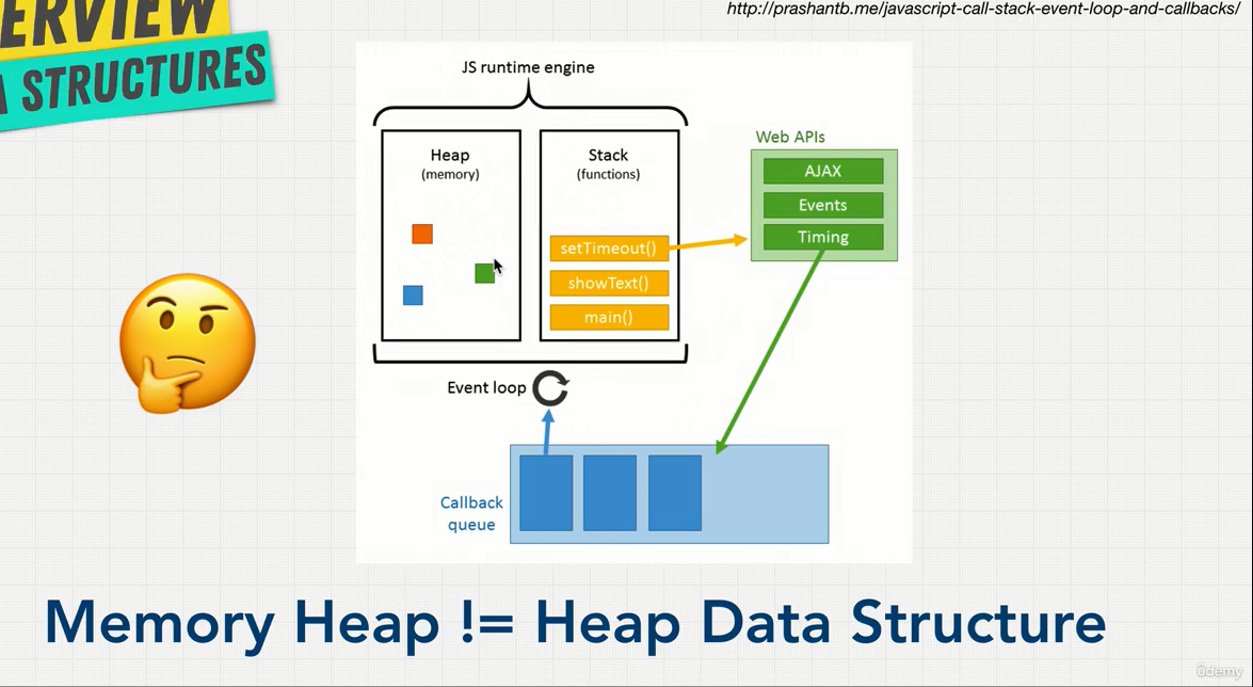 http://prashantb.me/javascript-call-stack-event-loop-and-callbacks/
ERVIEW
A STRUCTURES
JS runtime engine
Heap
(memory)
Stack
(functions)
setTimeout()
showText()
main()
Web APIs
AJAX
Events
Timing
Event loop
Callback
queue
Memory Heap != Heap Data Structure
ûdemy